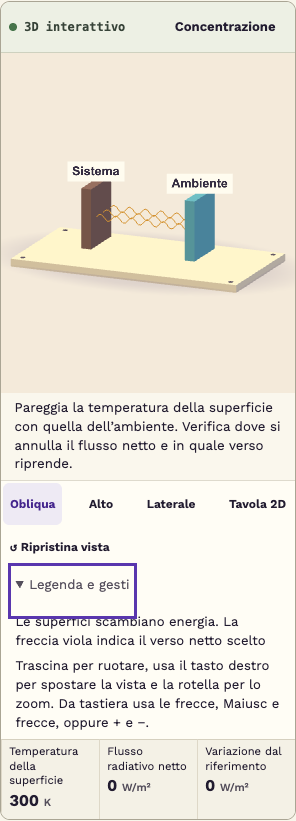 3D interattivo
Concentrazione
Sistema
Ambiente
Pareggia la temperatura della superficie
con quella dell’ambiente. Verifica dove si
annulla il flusso netto e in quale verso
riprende.
Obliqua
Alto
Laterale
Tavola 2D
↺ Ripristina vista
▼ Legenda e gesti
Le superfici scambiano energia. La
freccia viola indica il verso netto scelto
Trascina per ruotare, usa il tasto destro
per spostare la vista e la rotella per lo
zoom. Da tastiera usa le frecce, Maiusc e
frecce, oppure + e −.
Temperatura
della
superficie
300 K
Flusso
radiativo netto
0 W/m²
Variazione dal
riferimento
0 W/m²